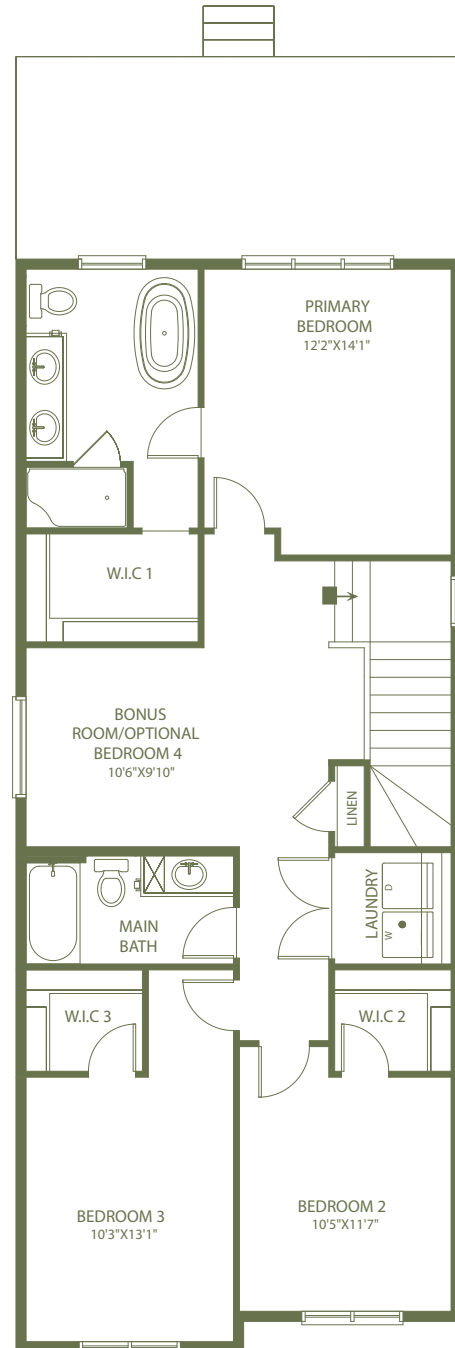 PRIMARY
BEDROOM
12'2"X14'1"
W.I.C 1
BONUS
ROOM/OPTIONAL
BEDROOM 4
10'6"X9'10"
LINEN
LAUNDRY
D
W
MAIN
BATH
W.I.C 3
W.I.C 2
BEDROOM 3
10'3"X13'1"
BEDROOM 2
10'5"X11'7"